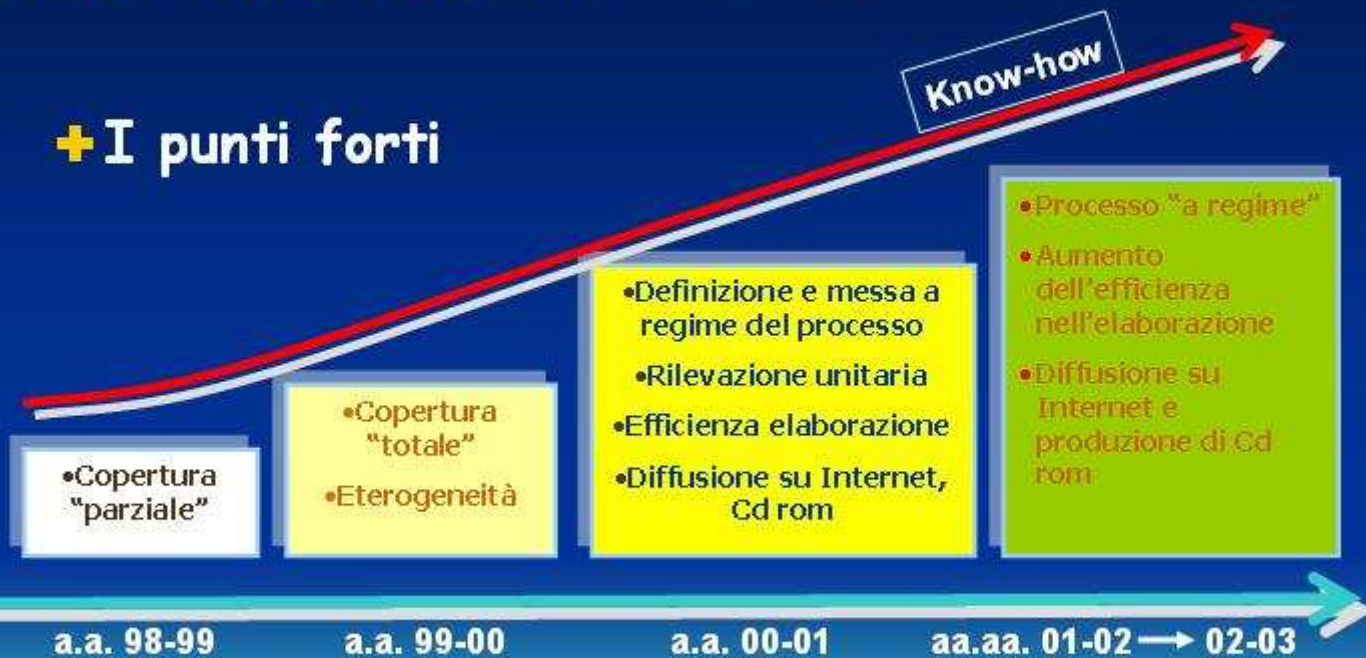 + I punti forti
Know-how
•Copertura
"parziale"
•Copertura
"totale"
•Eterogeneità
•Definizione e messa a
regime del processo
•Rilevazione unitaria
•Efficienza elaborazione
•Diffusione su Internet,
Cd rom
•Processo "a regime"
•Aumento
dell'efficienza
nell'elaborazione
•Diffusione su
Internet e
produzione di Cd
rom
a.a. 98-99
a.a. 99-00
a.a. 00-01
aa.aa. 01-02 → 02-03